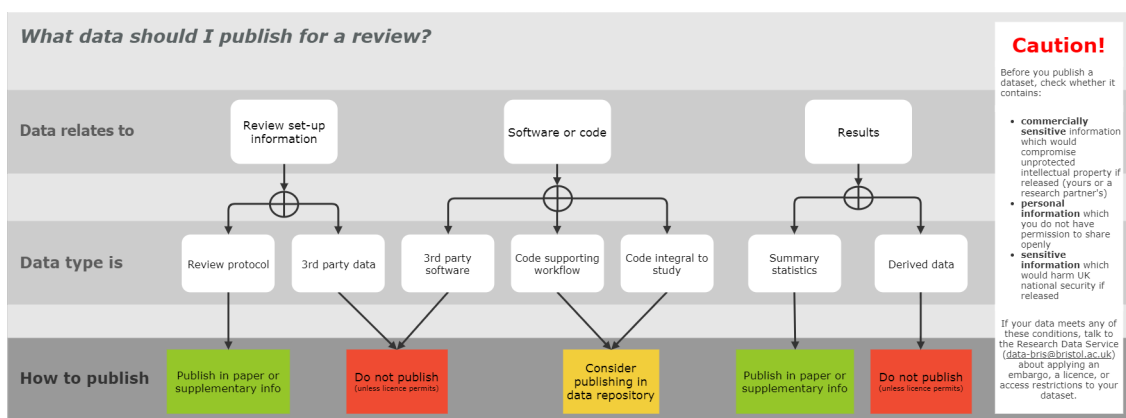 What data should I publish for a review?
Data relates to
Review set-up
information
Software or code
Results
Data type is
Review protocol
3rd party data
3rd party
software
Code supporting
workflow
Code integral to
study
Summary
statistics
Derived data
How to publish
Publish in paper or
supplementary info
Do not publish
(unless licence permits)
Consider
publishing in
data repository
Publish in paper or
supplementary info
Do not publish
(unless licence permits)
Caution!
Before you publish a
dataset, check whether it
contains:
• commercially
sensitive information
which would
compromise
unprotected
intellectual property if
released (yours or a
research partner's)
• personal
information which
you do not have
permission to share
openly
• sensitive
information which
would harm UK
national security if
released
If your data meets any of
these conditions, talk to
the Research Data Service
(data-bris@bristol.ac.uk)
about applying an
embargo, a licence, or
access restrictions to your
dataset.